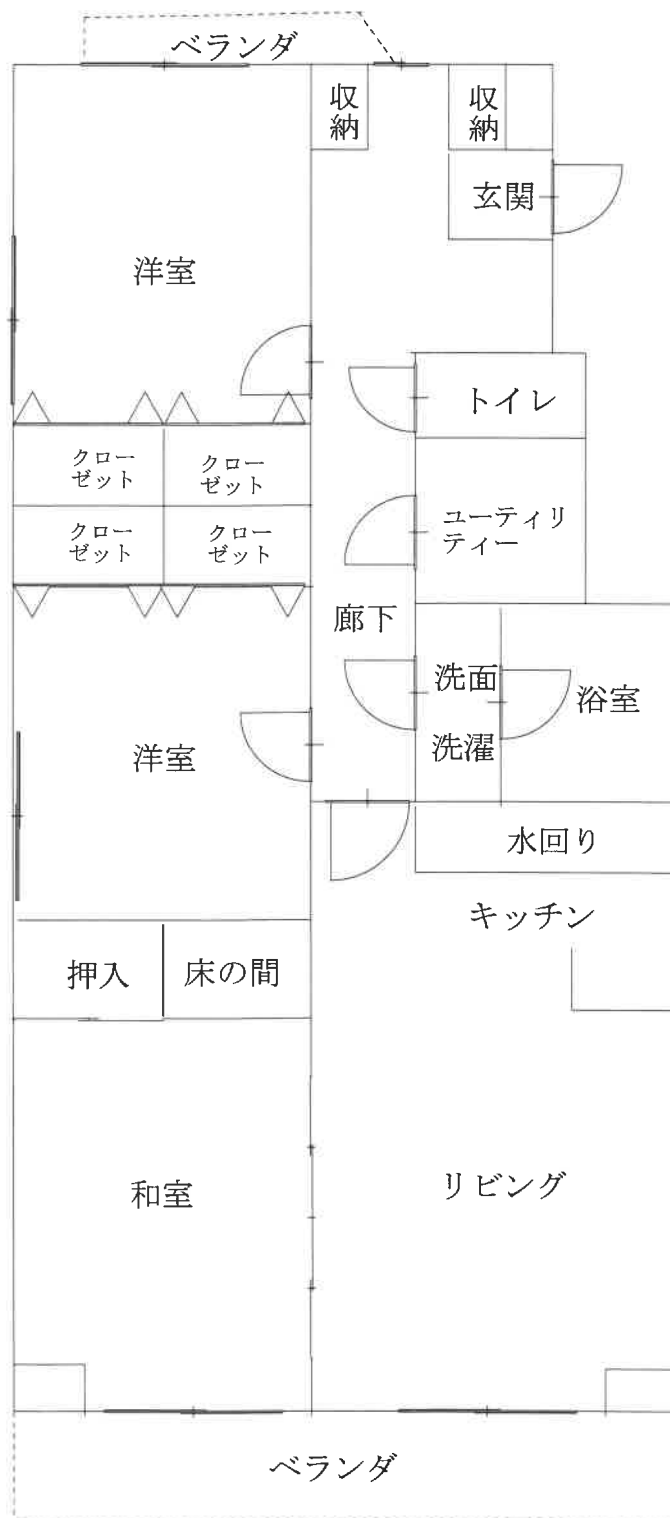 ベランダ
収
納
収
納
玄関
洋室
トイレ
クロー
ゼット
クロー
ゼット
クロー
ゼット
クロー
ゼット
ユーティリ
ティー
廊下
洗面
洗濯
浴室
洋室
水回り
キッチン
押入
床の間
和室
リビング
ベランダ